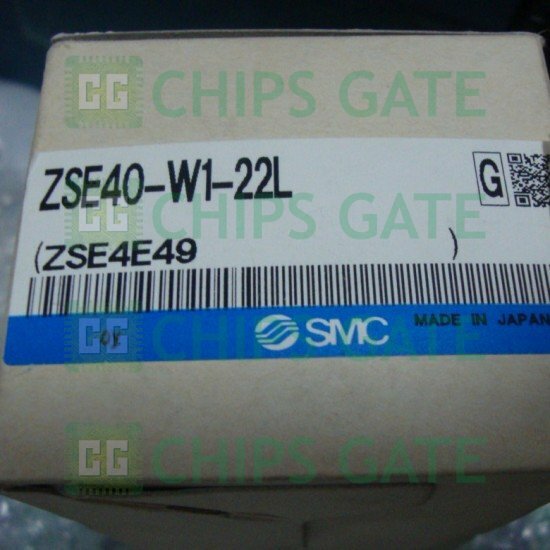 CG CHIPS GATE
ZSE40-W1-22L
G
CG CHIPS GATE
(ZSE4E49 )
CG CHIPS GATE
SMC
MADE IN JAPAN
CG CHIPS GATE